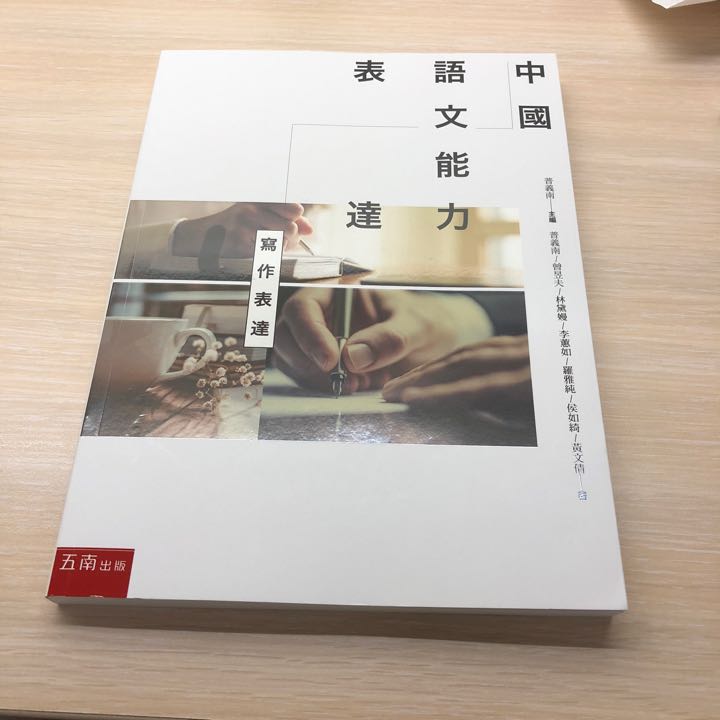 中國
語文能力
表達
寫作表達
普義南──主編
普義南/曾昱夫/林黛嫚/李蕙如/羅雅純/侯如綺/黃文倩──合著
五南出版